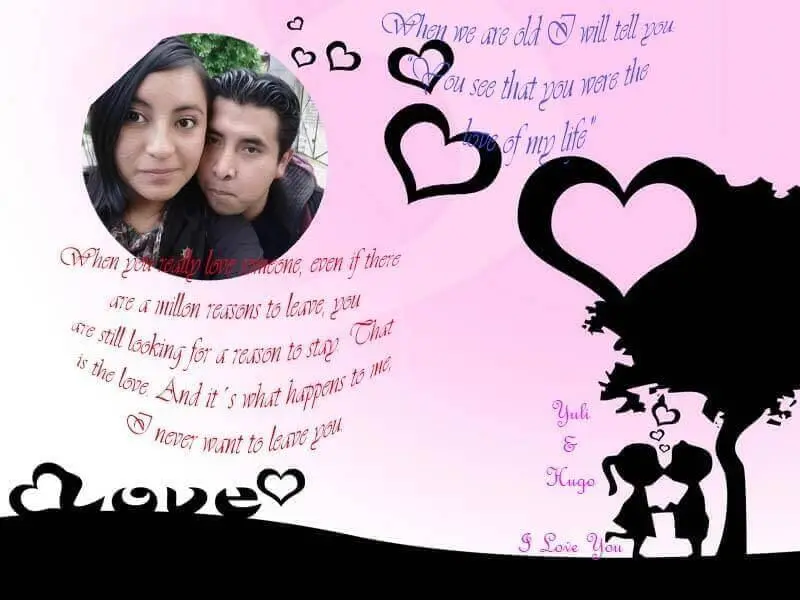 When we are old I will tell you
"You see that you were the
love of my life"
When you really love someone, even if there
are a millon reasons to leave, you
are still looking for a reason to stay. That
is the love. And it´s what happens to me,
I never want to leave you.
Yuli
&
Hugo
I Love You
Love